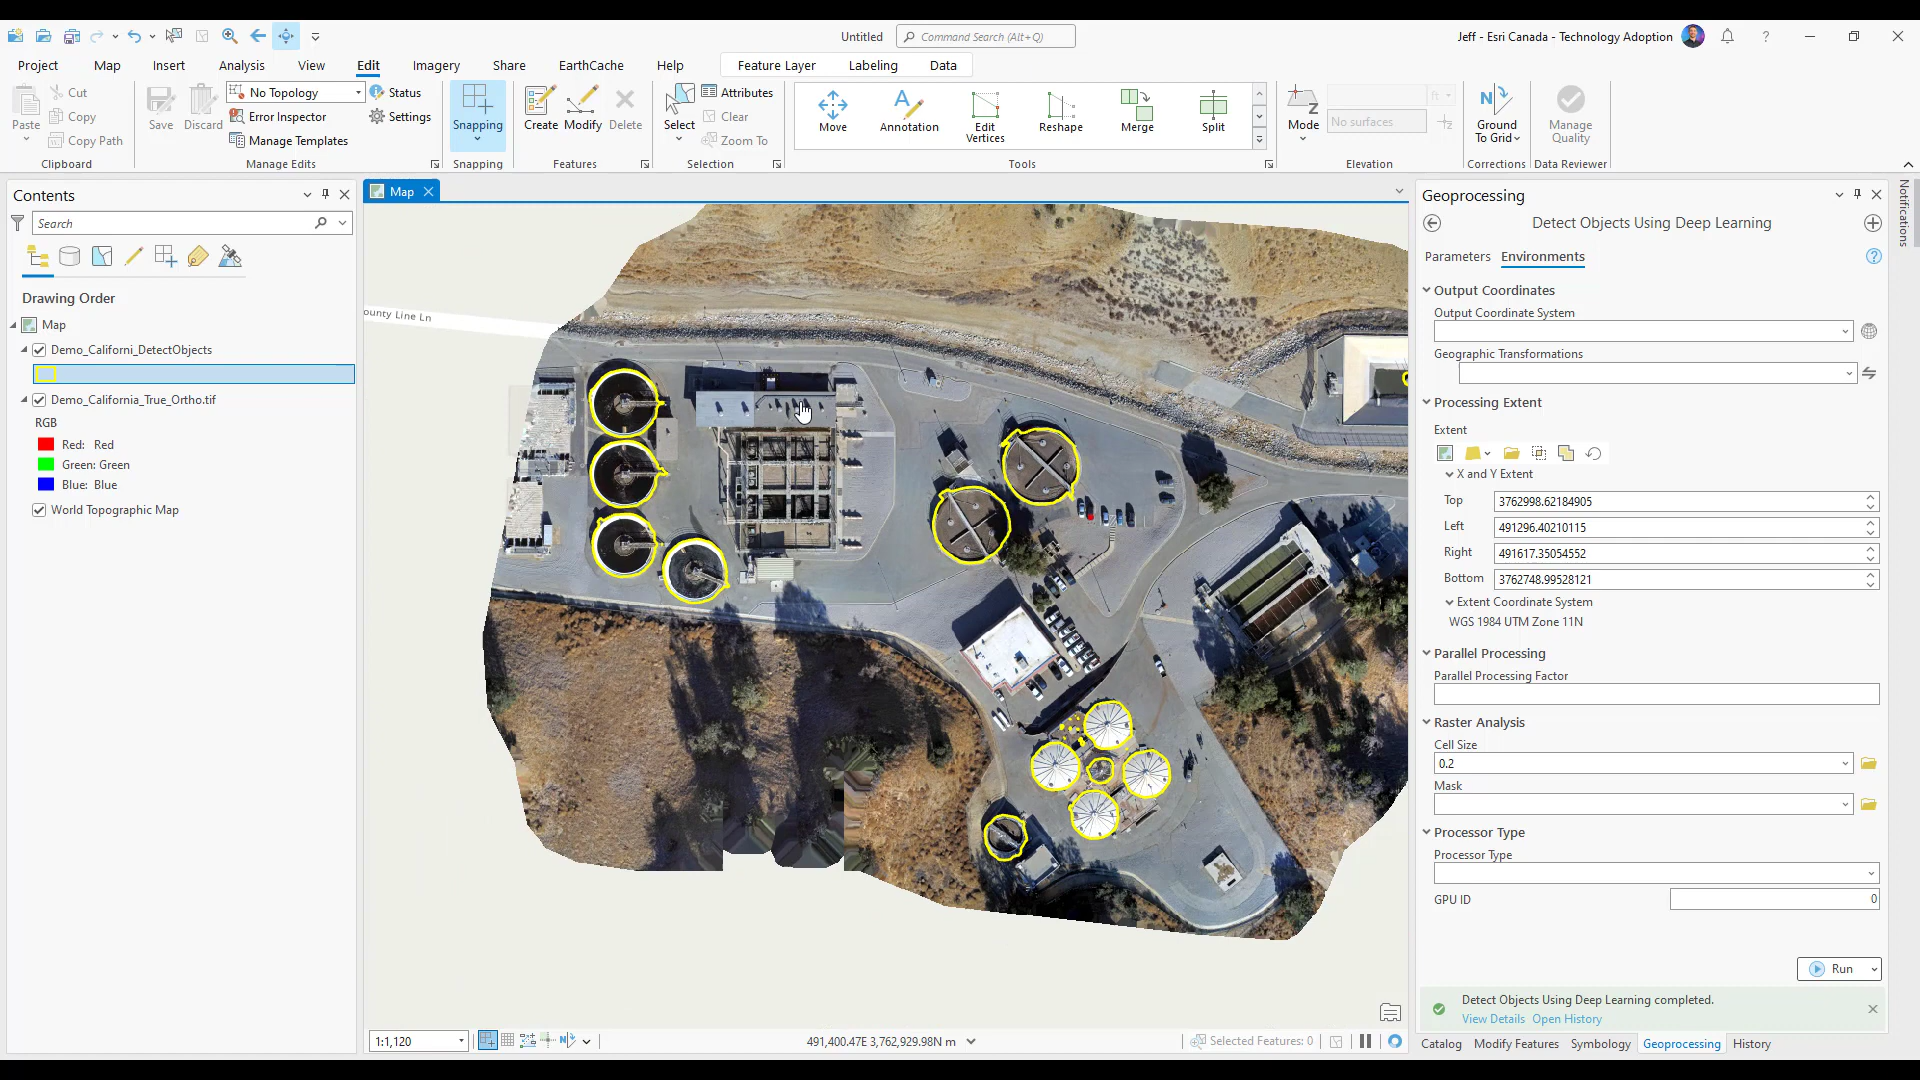 Untitled
Command Search (Alt+Q)
Jeff - Esri Canada - Technology Adoption
Project
Map
Insert
Analysis
View
Edit
Imagery
Share
EarthCache
Help
Feature Layer
Labeling
Data
Paste
Cut
Copy
Copy Path
Clipboard
Save
Discard
No Topology
Error Inspector
Manage Templates
Status
Settings
Manage Edits
Snapping
Snapping
Create
Modify
Delete
Features
Select
Attributes
Clear
Zoom To
Selection
Move
Annotation
Edit
Vertices
Reshape
Merge
Split
Tools
Mode
ft
No surfaces
Elevation
Ground
To Grid
Corrections
Manage
Quality
Data Reviewer
Contents
Search
Drawing Order
Map
Demo_Californi_DetectObjects
Demo_California_True_Ortho.tif
RGB
Red: Red
Green: Green
Blue: Blue
World Topographic Map
Map
ounty Line Ln
1:1,120
491,400.47E 3,762,929.98N m
Selected Features: 0
Geoprocessing
Detect Objects Using Deep Learning
Parameters
Environments
Output Coordinates
Output Coordinate System
Geographic Transformations
Processing Extent
Extent
X and Y Extent
Top
3762998.62184905
Left
491296.40210115
Right
491617.35054552
Bottom
3762748.99528121
Extent Coordinate System
WGS 1984 UTM Zone 11N
Parallel Processing
Parallel Processing Factor
Raster Analysis
Cell Size
0.2
Mask
Processor Type
Processor Type
GPU ID
0
Run
Detect Objects Using Deep Learning completed.
View Details Open History
Catalog
Modify Features
Symbology
Geoprocessing
History
Notifications